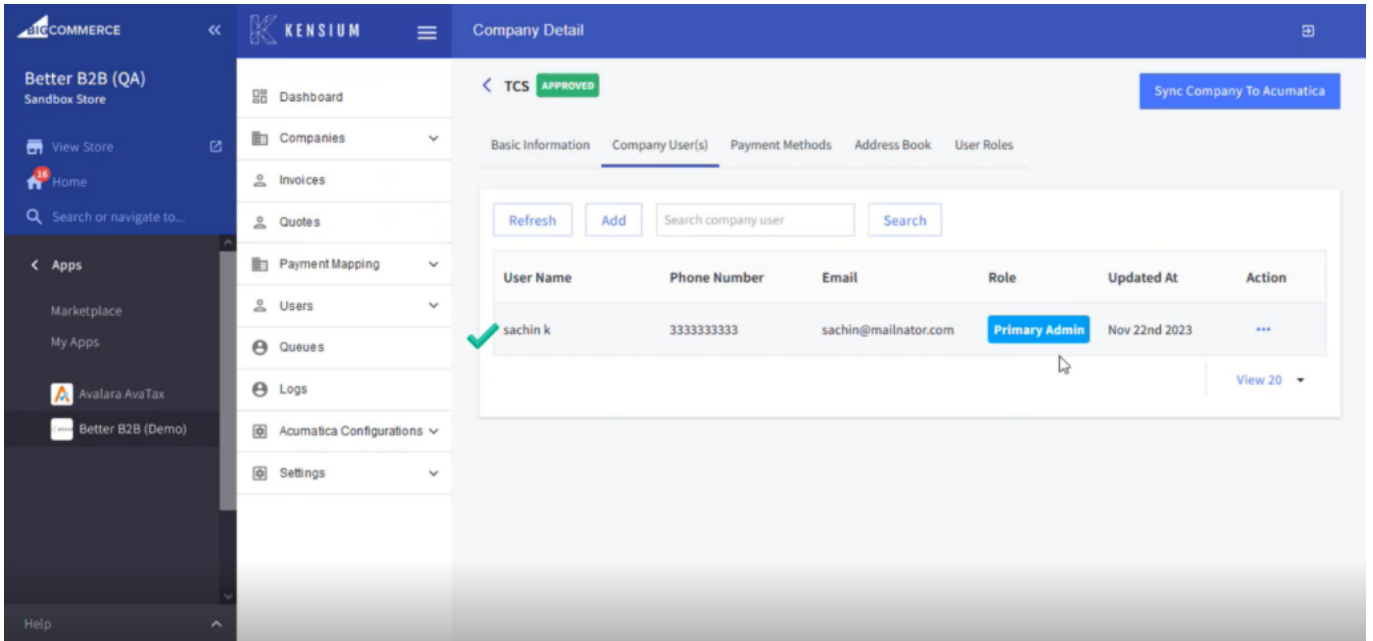 BIGCOMMERCE
Better B2B (QA)
Sandbox Store
View Store
16
Home
Search or navigate to...
Apps
Marketplace
My Apps
Avalara AvaTax
Better B2B (Demo)
Help
KENSIUM
Dashboard
Companies
Invoices
Quotes
Payment Mapping
Users
Queues
Logs
Acumatica Configurations
Settings
Company Detail
TCS APPROVED
Sync Company To Acumatica
Basic Information Company User(s) Payment Methods Address Book User Roles
Refresh Add Search company user Search
User Name Phone Number Email Role Updated At Action
sachin k 3333333333 sachin@mailnator.com Primary Admin Nov 22nd 2023 ...
View 20